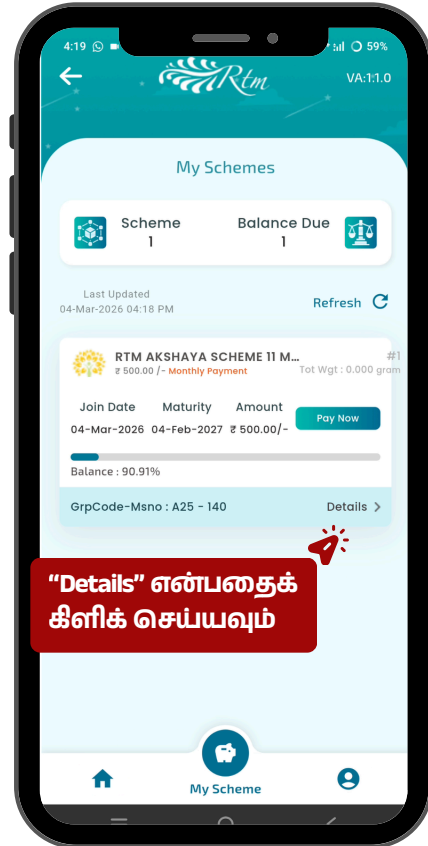 4:19 59%
Rtm VA:1.1.0
My Schemes
Scheme Balance Due
1 1
Last Updated
04-Mar-2026 04:18 PM Refresh
RTM AKSHAYA SCHEME 11 M... #1
₹ 500.00 /- Monthly Payment Tot Wgt : 0.000 gram
Join Date Maturity Amount Pay Now
04-Mar-2026 04-Feb-2027 ₹ 500.00/-
Balance : 90.91%
GrpCode-Msno : A25 - 140 Details >
“Details” என்பதைக்
கிளிக் செய்யவும்
My Scheme